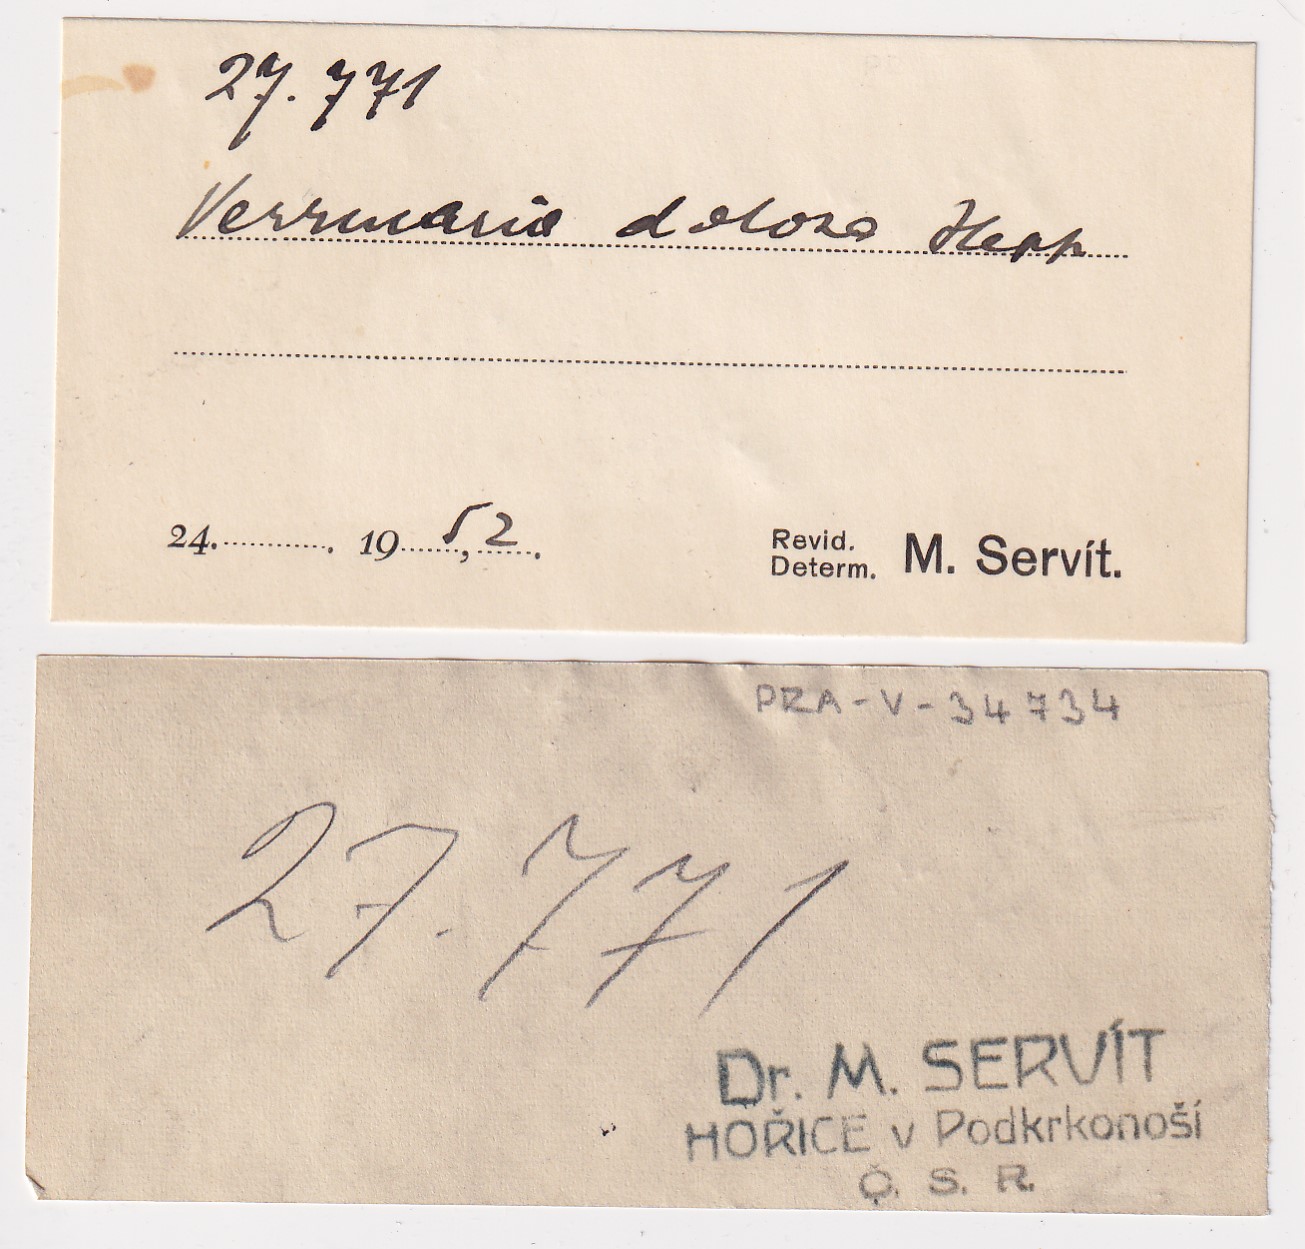 27.771
Verrucaria dolosa Hepp
24. . 19 52.
Revid.
Determ. M. Servít.
PRA-V-34734
27.771
Dr. M. SERVÍT
HOŘICE v Podkrkonoší
Č. S. R.